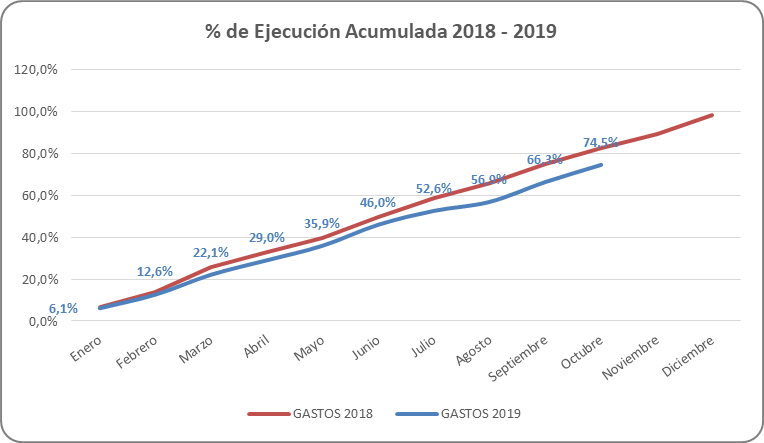 % de Ejecución Acumulada 2018 - 2019
120,0%
100,0%
80,0%
60,0%
40,0%
20,0%
0,0%
6,1%
12,6%
22,1%
29,0%
35,9%
46,0%
52,6%
56,9%
66,3%
74,5%
Enero
Febrero
Marzo
Abril
Mayo
Junio
Julio
Agosto
Septiembre
Octubre
Noviembre
Diciembre
GASTOS 2018
GASTOS 2019